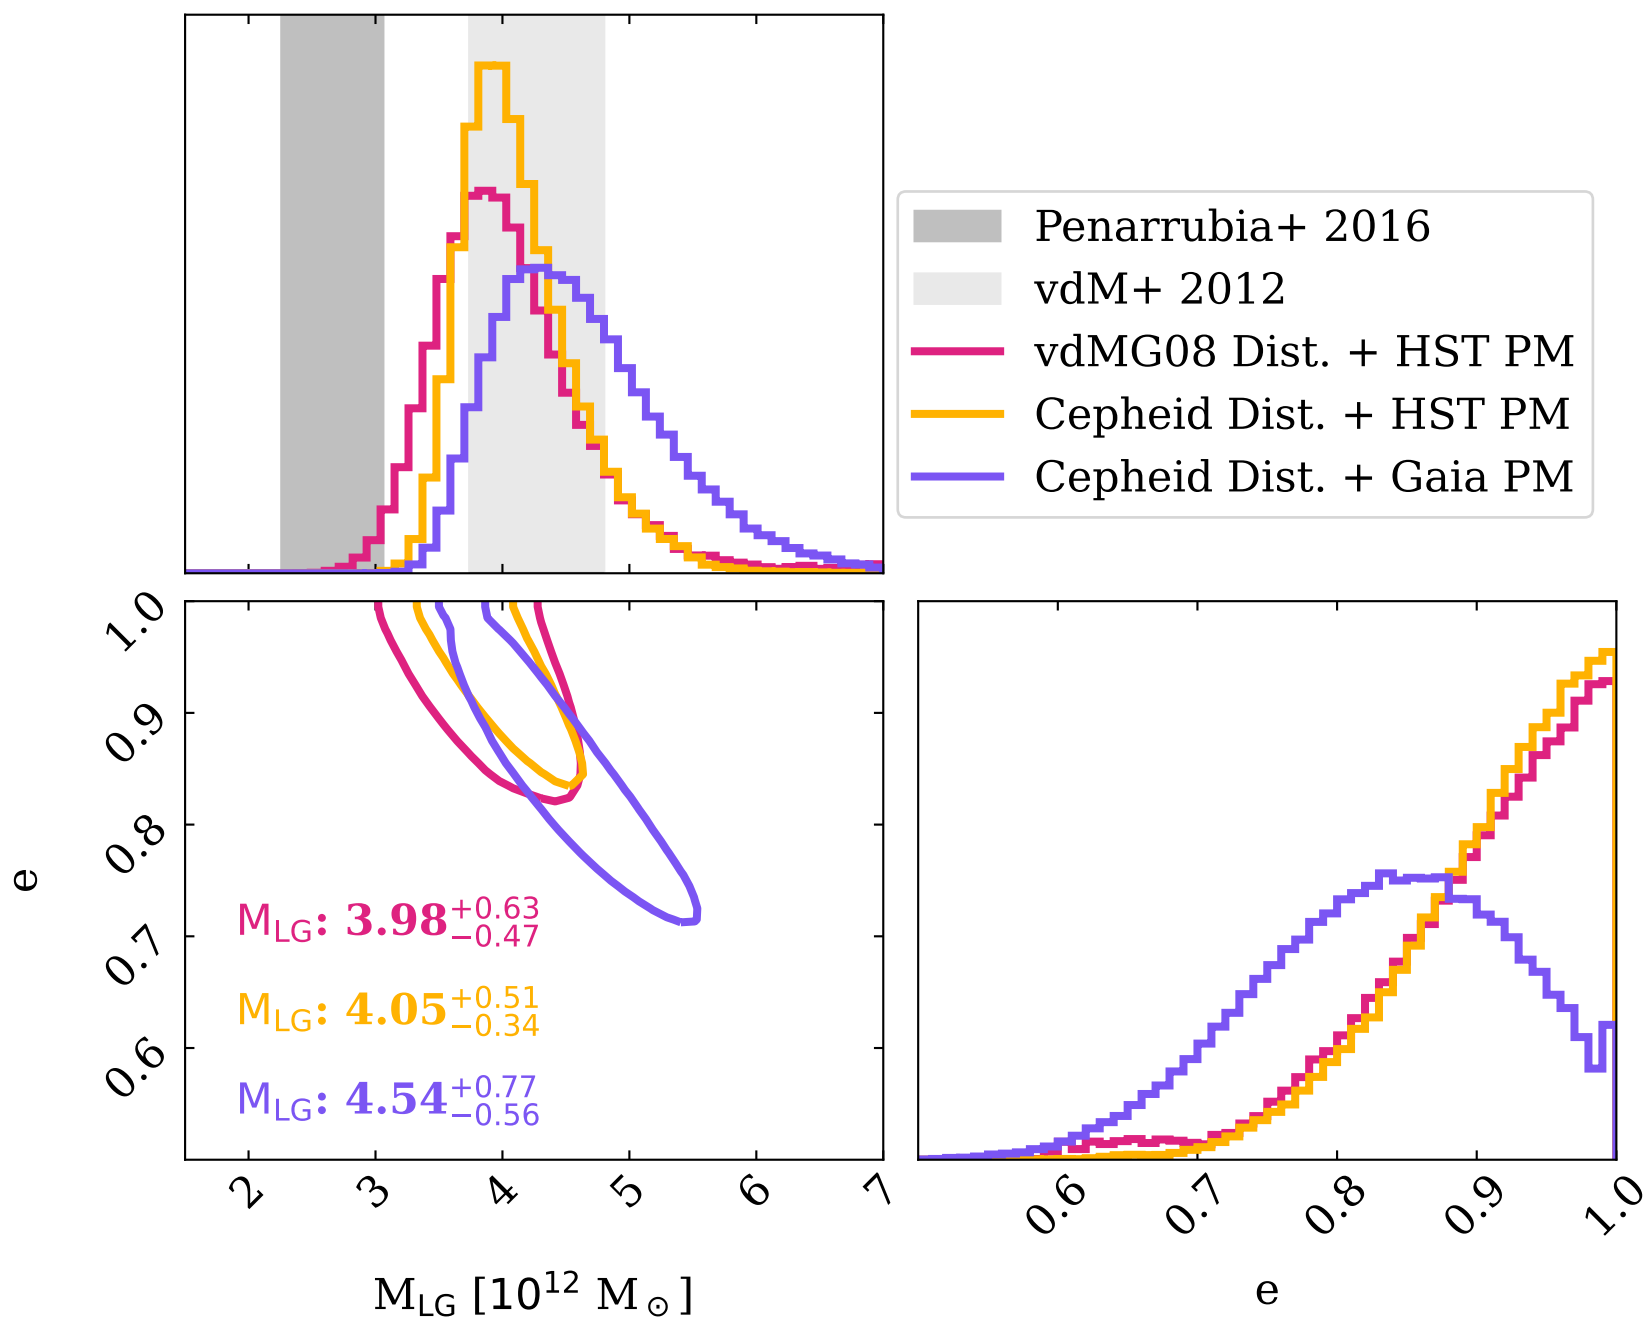 Penarrubia+ 2016
vdM+ 2012
vdMG08 Dist. + HST PM
Cepheid Dist. + HST PM
Cepheid Dist. + Gaia PM
1.0
0.9
0.8
0.7
0.6
e
M_LG: 3.98 +0.63 −0.47
M_LG: 4.05 +0.51 −0.34
M_LG: 4.54 +0.77 −0.56
2 3 4 5 6 7
M_LG [10^12 M_⊙]
0.6 0.7 0.8 0.9 1.0
e